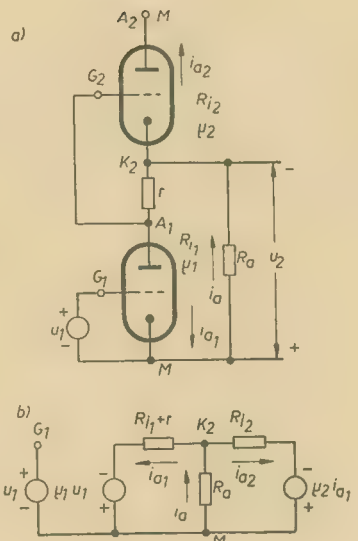 a)
A2 M
ia2
G2
Ri2
μ2
K2
-
r
A1
Ri1
μ1
G1
ia
Ra
u2
+
u1
-
ia1
M
+
b)
G1
Ri1+r
K2
Ri2
-
+
u1
-
μ1 u1
-
+
ia1
ia
Ra
ia2
-
+
μ2 ia1
M